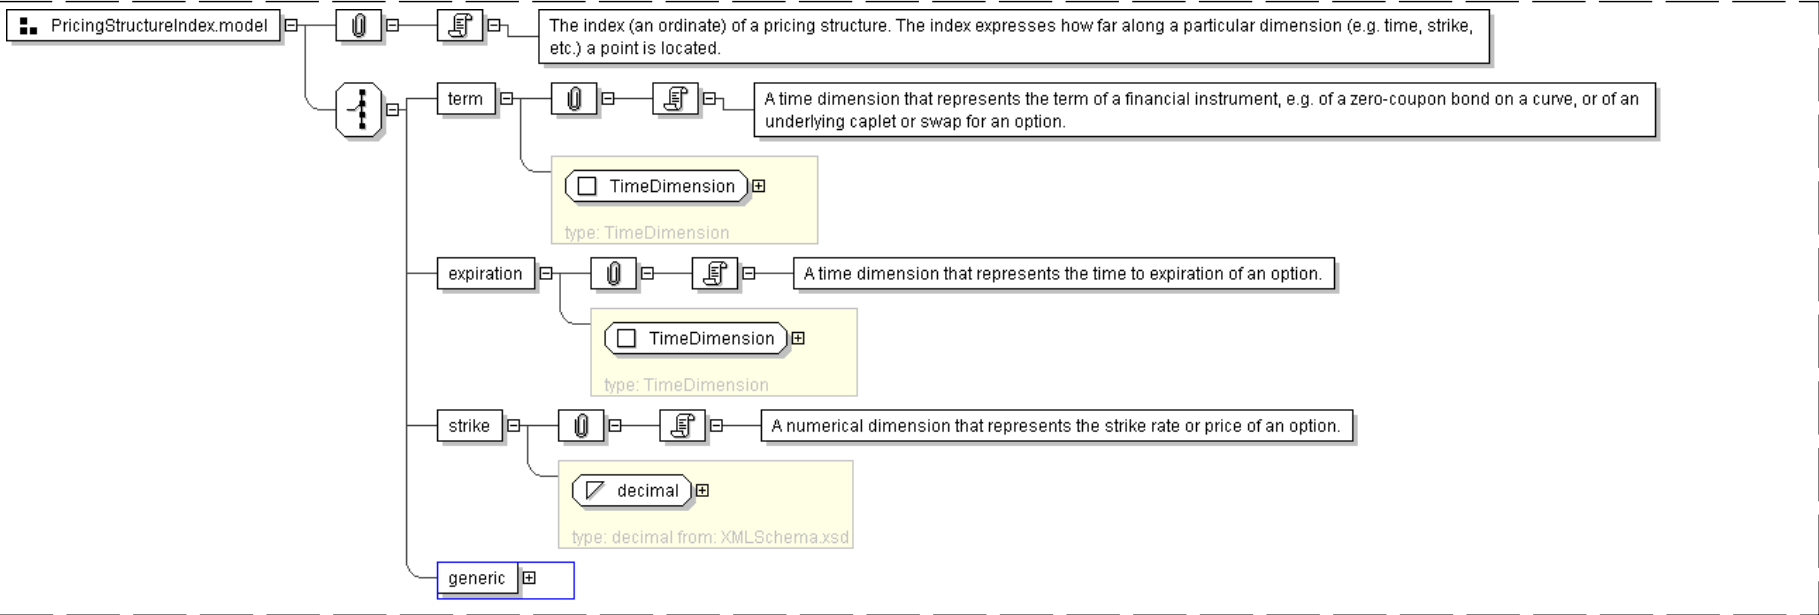 PricingStructureIndex.model
The index (an ordinate) of a pricing structure. The index expresses how far along a particular dimension (e.g. time, strike,
etc.) a point is located.
term
A time dimension that represents the term of a financial instrument, e.g. of a zero-coupon bond on a curve, or of an
underlying caplet or swap for an option.
TimeDimension
type: TimeDimension
expiration
A time dimension that represents the time to expiration of an option.
TimeDimension
type: TimeDimension
strike
A numerical dimension that represents the strike rate or price of an option.
decimal
type: decimal from: XMLSchema.xsd
generic